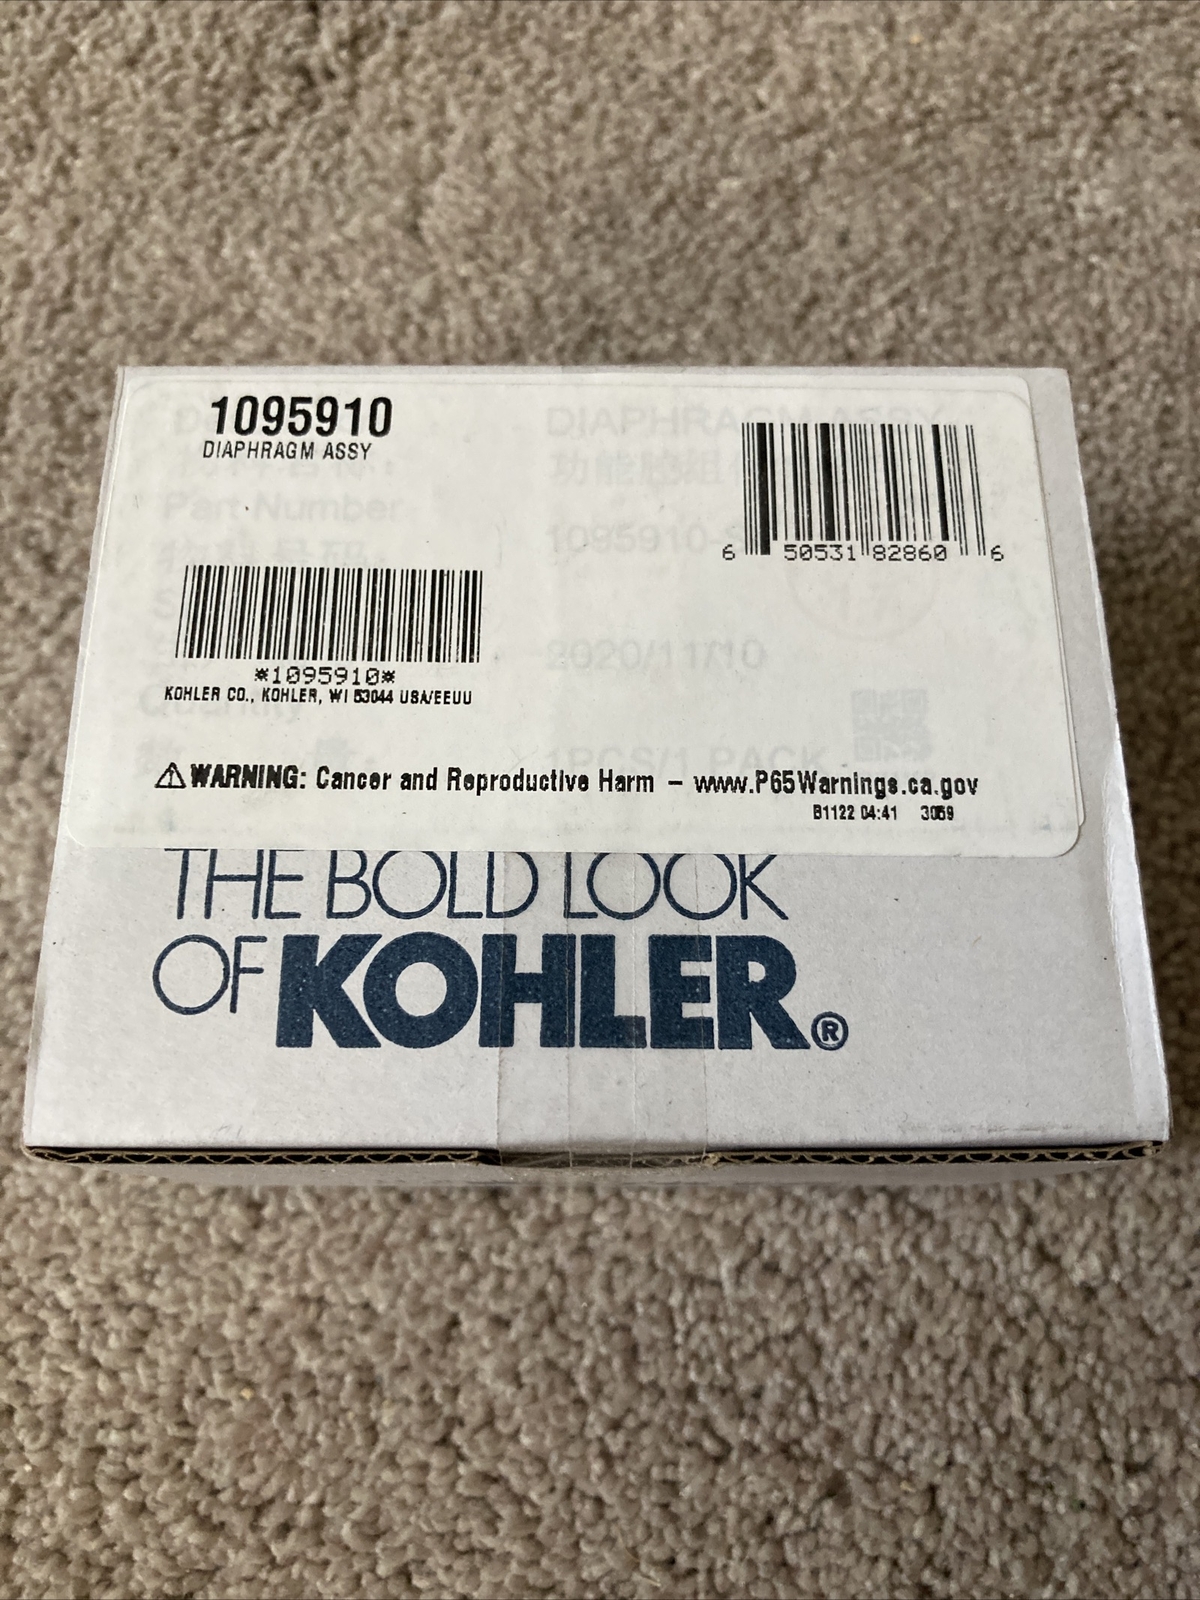 1095910
DIAPHRAGM ASSY
DIAPHRAGM ASSY
Part Number
1095910-
6 50531 82860 6
2020/11/10
*1095910*
KOHLER CO., KOHLER, WI 53044 USA/EEUU
Quantity
1PCS/1 PACK
⚠WARNING: Cancer and Reproductive Harm – www.P65Warnings.ca.gov
B1122 04:41 3059
THE BOLD LOOK
OF KOHLER®